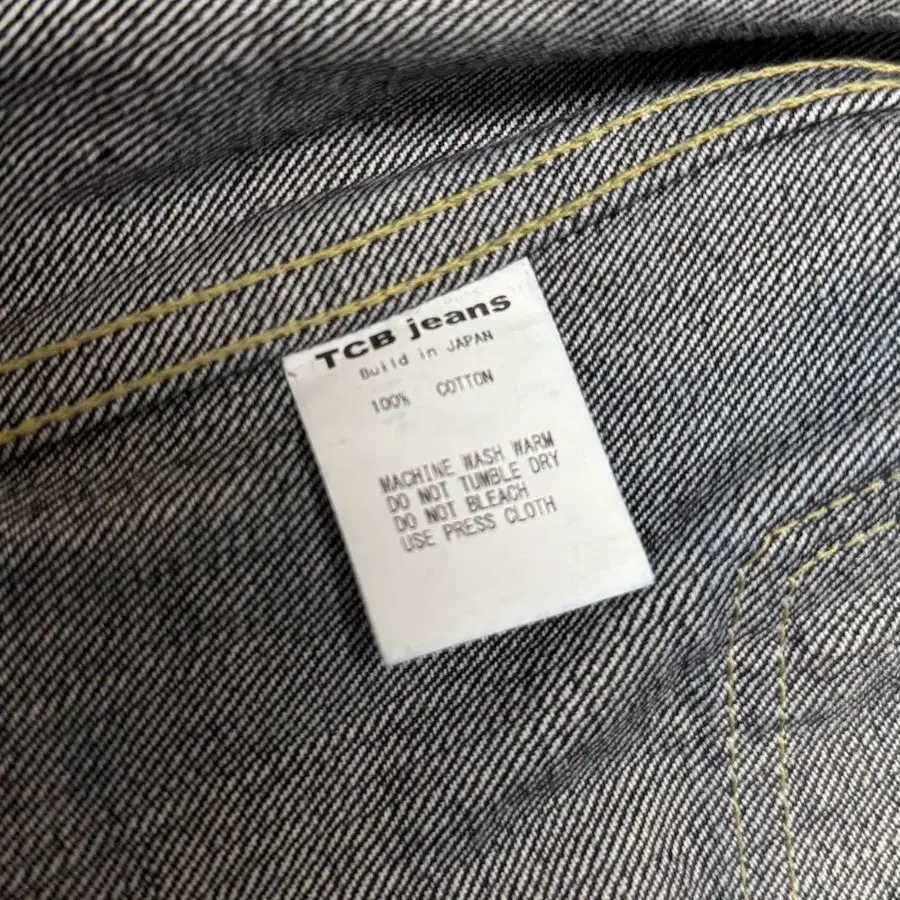 TCB jeans
Build in JAPAN
100% COTTON
MACHINE WASH WARM
DO NOT TUMBLE DRY
DO NOT BLEACH
USE PRESS CLOTH